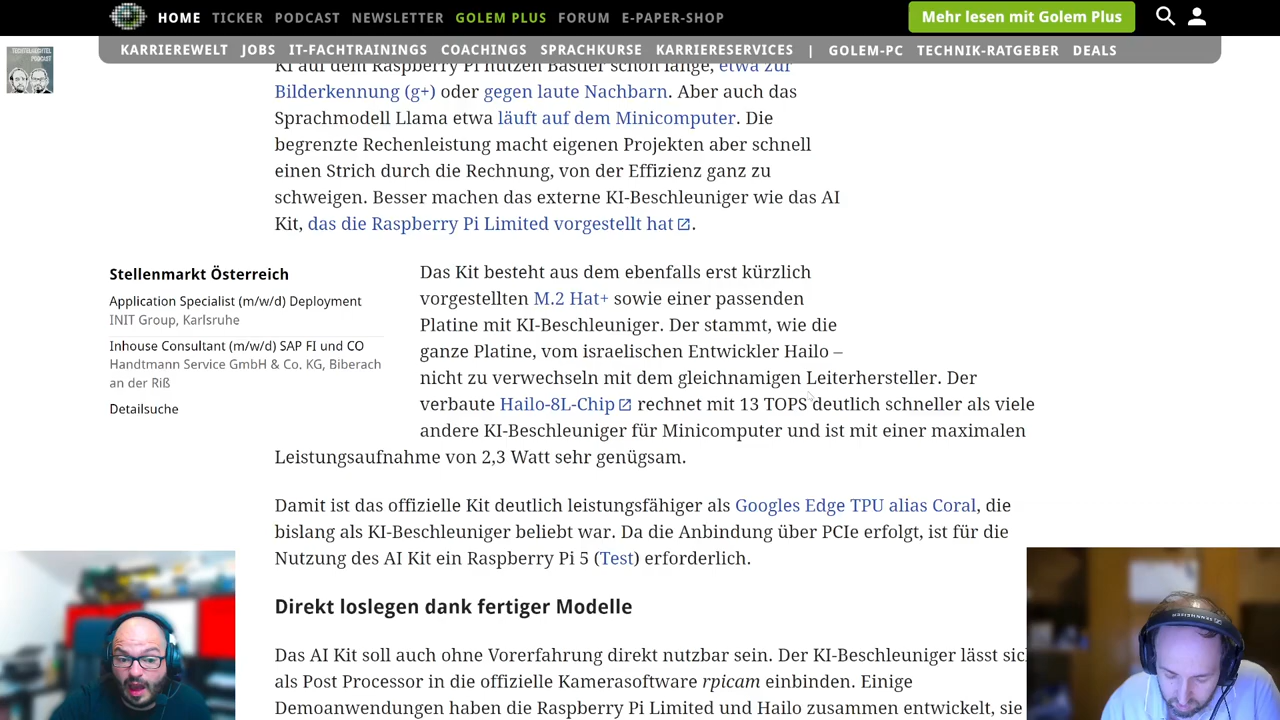 HOME TICKER PODCAST NEWSLETTER GOLEM PLUS FORUM E-PAPER-SHOP
Mehr lesen mit Golem Plus
KARRIEREWELT JOBS IT-FACHTRAININGS COACHINGS SPRACHKURSE KARRIERESERVICES | GOLEM-PC TECHNIK-RATGEBER DEALS
TECHTELMECHTEL
PODCAST
KI auf dem Raspberry Pi nutzen Bastler schon lange, etwa zur
Bilderkennung (g+) oder gegen laute Nachbarn. Aber auch das
Sprachmodell Llama etwa läuft auf dem Minicomputer. Die
begrenzte Rechenleistung macht eigenen Projekten aber schnell
einen Strich durch die Rechnung, von der Effizienz ganz zu
schweigen. Besser machen das externe KI-Beschleuniger wie das AI
Kit, das die Raspberry Pi Limited vorgestellt hat.
Stellenmarkt Österreich
Application Specialist (m/w/d) Deployment
INIT Group, Karlsruhe
Inhouse Consultant (m/w/d) SAP FI und CO
Handtmann Service GmbH & Co. KG, Biberach
an der Riß
Detailsuche
Das Kit besteht aus dem ebenfalls erst kürzlich
vorgestellten M.2 Hat+ sowie einer passenden
Platine mit KI-Beschleuniger. Der stammt, wie die
ganze Platine, vom israelischen Entwickler Hailo –
nicht zu verwechseln mit dem gleichnamigen Leiterhersteller. Der
verbaute Hailo-8L-Chip rechnet mit 13 TOPS deutlich schneller als viele
andere KI-Beschleuniger für Minicomputer und ist mit einer maximalen
Leistungsaufnahme von 2,3 Watt sehr genügsam.
Damit ist das offizielle Kit deutlich leistungsfähiger als Googles Edge TPU alias Coral, die
bislang als KI-Beschleuniger beliebt war. Da die Anbindung über PCIe erfolgt, ist für die
Nutzung des AI Kit ein Raspberry Pi 5 (Test) erforderlich.
Direkt loslegen dank fertiger Modelle
Das AI Kit soll auch ohne Vorerfahrung direkt nutzbar sein. Der KI-Beschleuniger lässt sich
als Post Processor in die offizielle Kamerasoftware rpicam einbinden. Einige
Demoanwendungen haben die Raspberry Pi Limited und Hailo zusammen entwickelt, sie
SENNHEISER